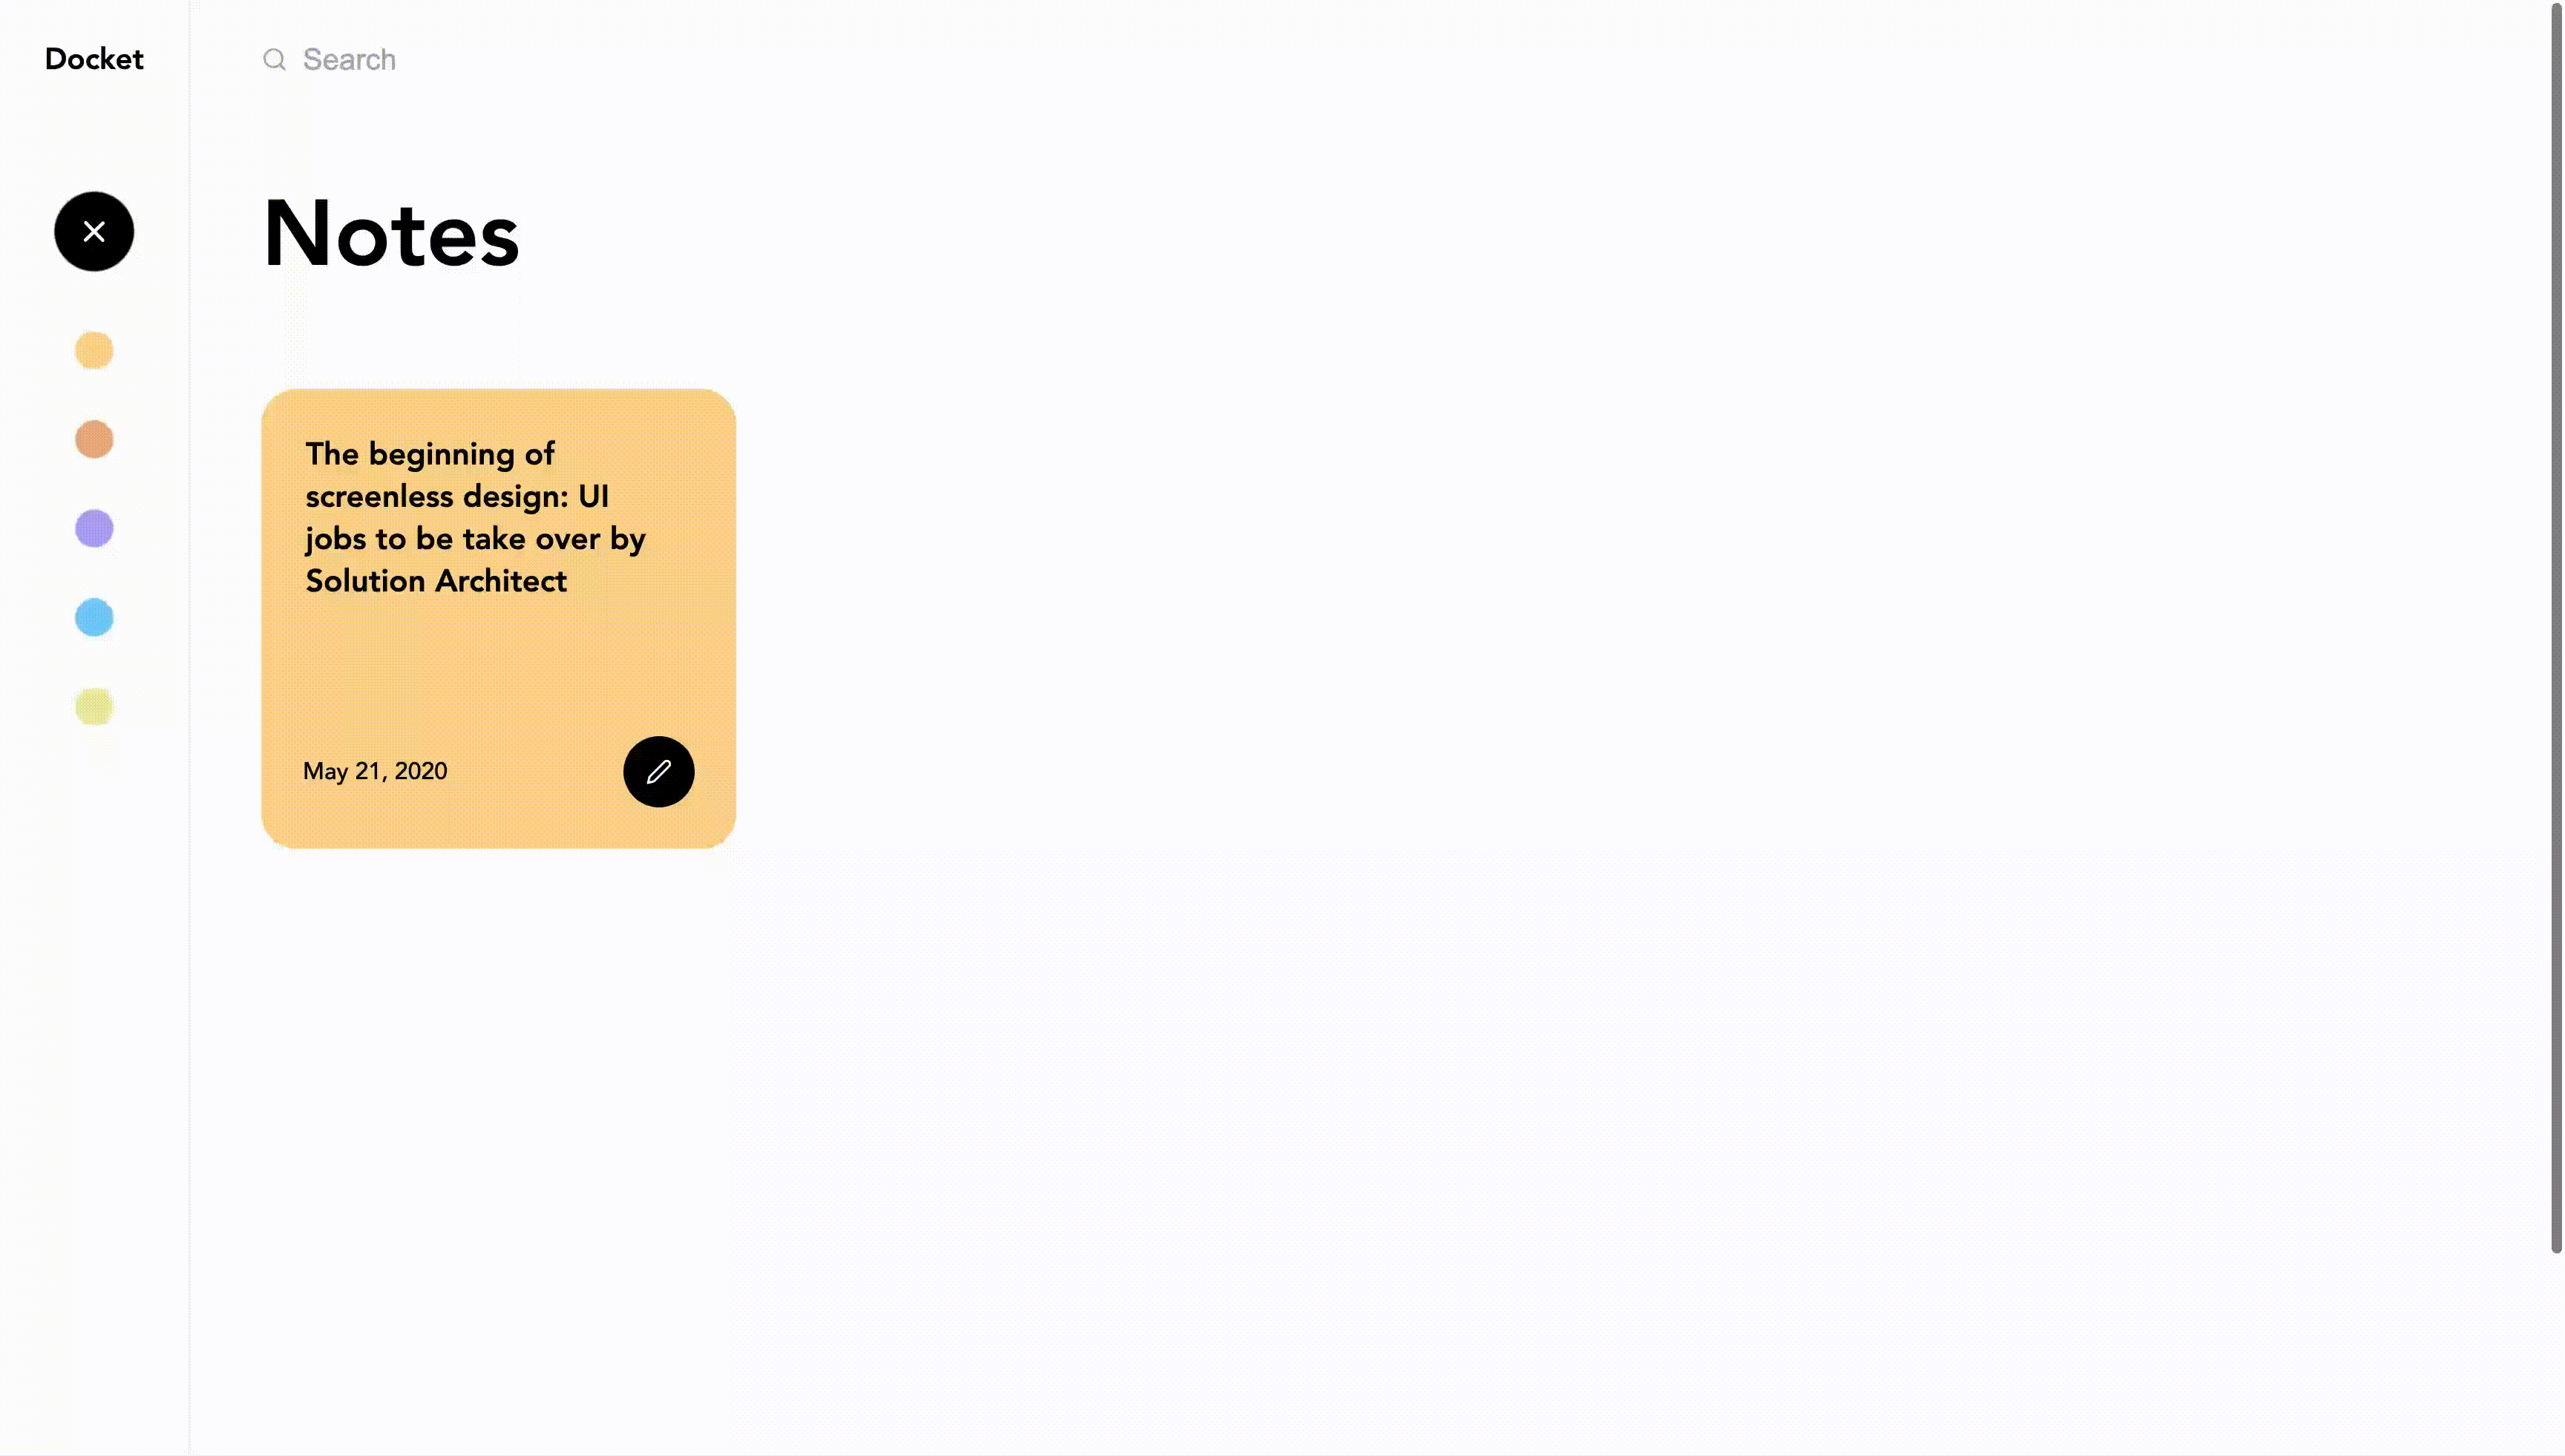 Docket
Search
Notes
The beginning of
screenless design: UI
jobs to be take over by
Solution Architect
May 21, 2020